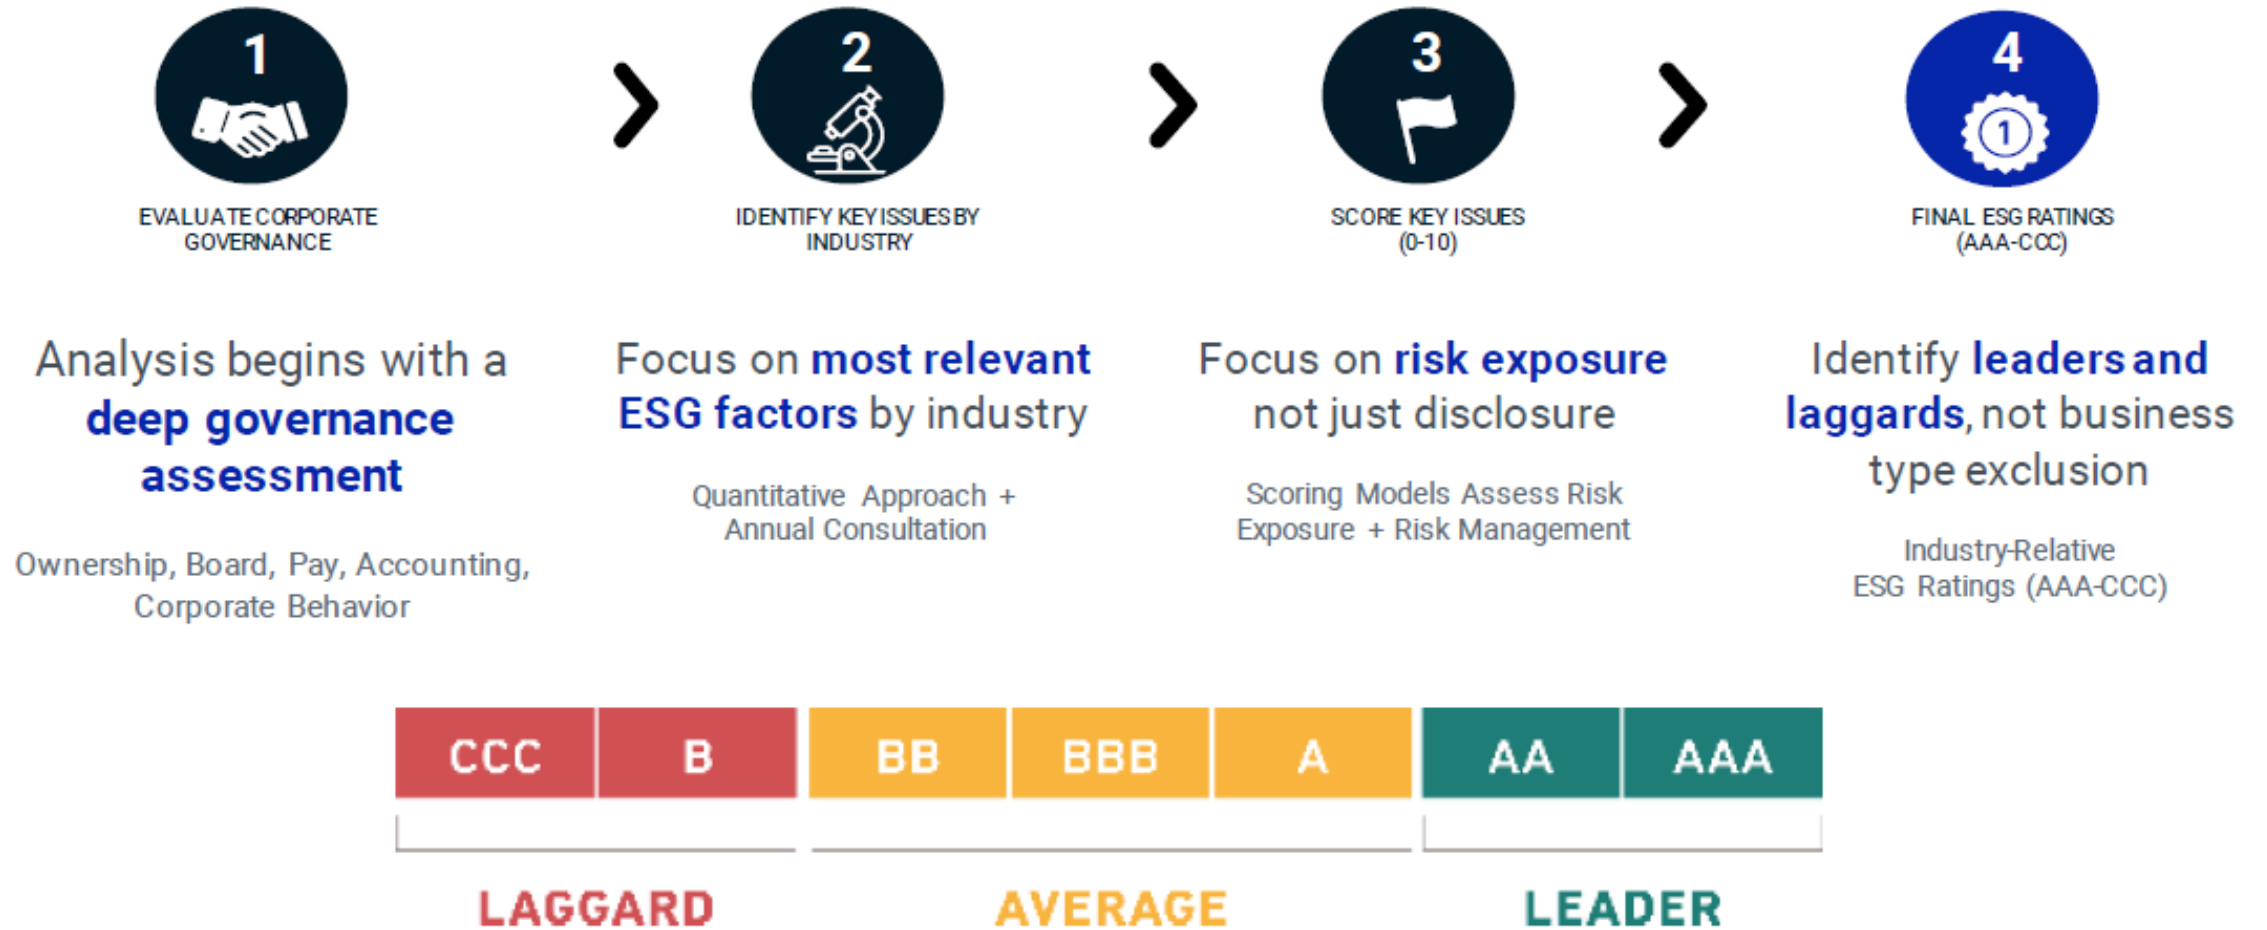 1
EVALUATE CORPORATE
GOVERNANCE
Analysis begins with a
deep governance
assessment
Ownership, Board, Pay, Accounting,
Corporate Behavior
2
IDENTIFY KEY ISSUES BY
INDUSTRY
Focus on most relevant
ESG factors by industry
Quantitative Approach +
Annual Consultation
3
SCORE KEY ISSUES
(0-10)
Focus on risk exposure
not just disclosure
Scoring Models Assess Risk
Exposure + Risk Management
4
1
FINAL ESG RATINGS
(AAA-CCC)
Identify leaders and
laggards, not business
type exclusion
Industry-Relative
ESG Ratings (AAA-CCC)
CCC B BB BBB A AA AAA
LAGGARD AVERAGE LEADER